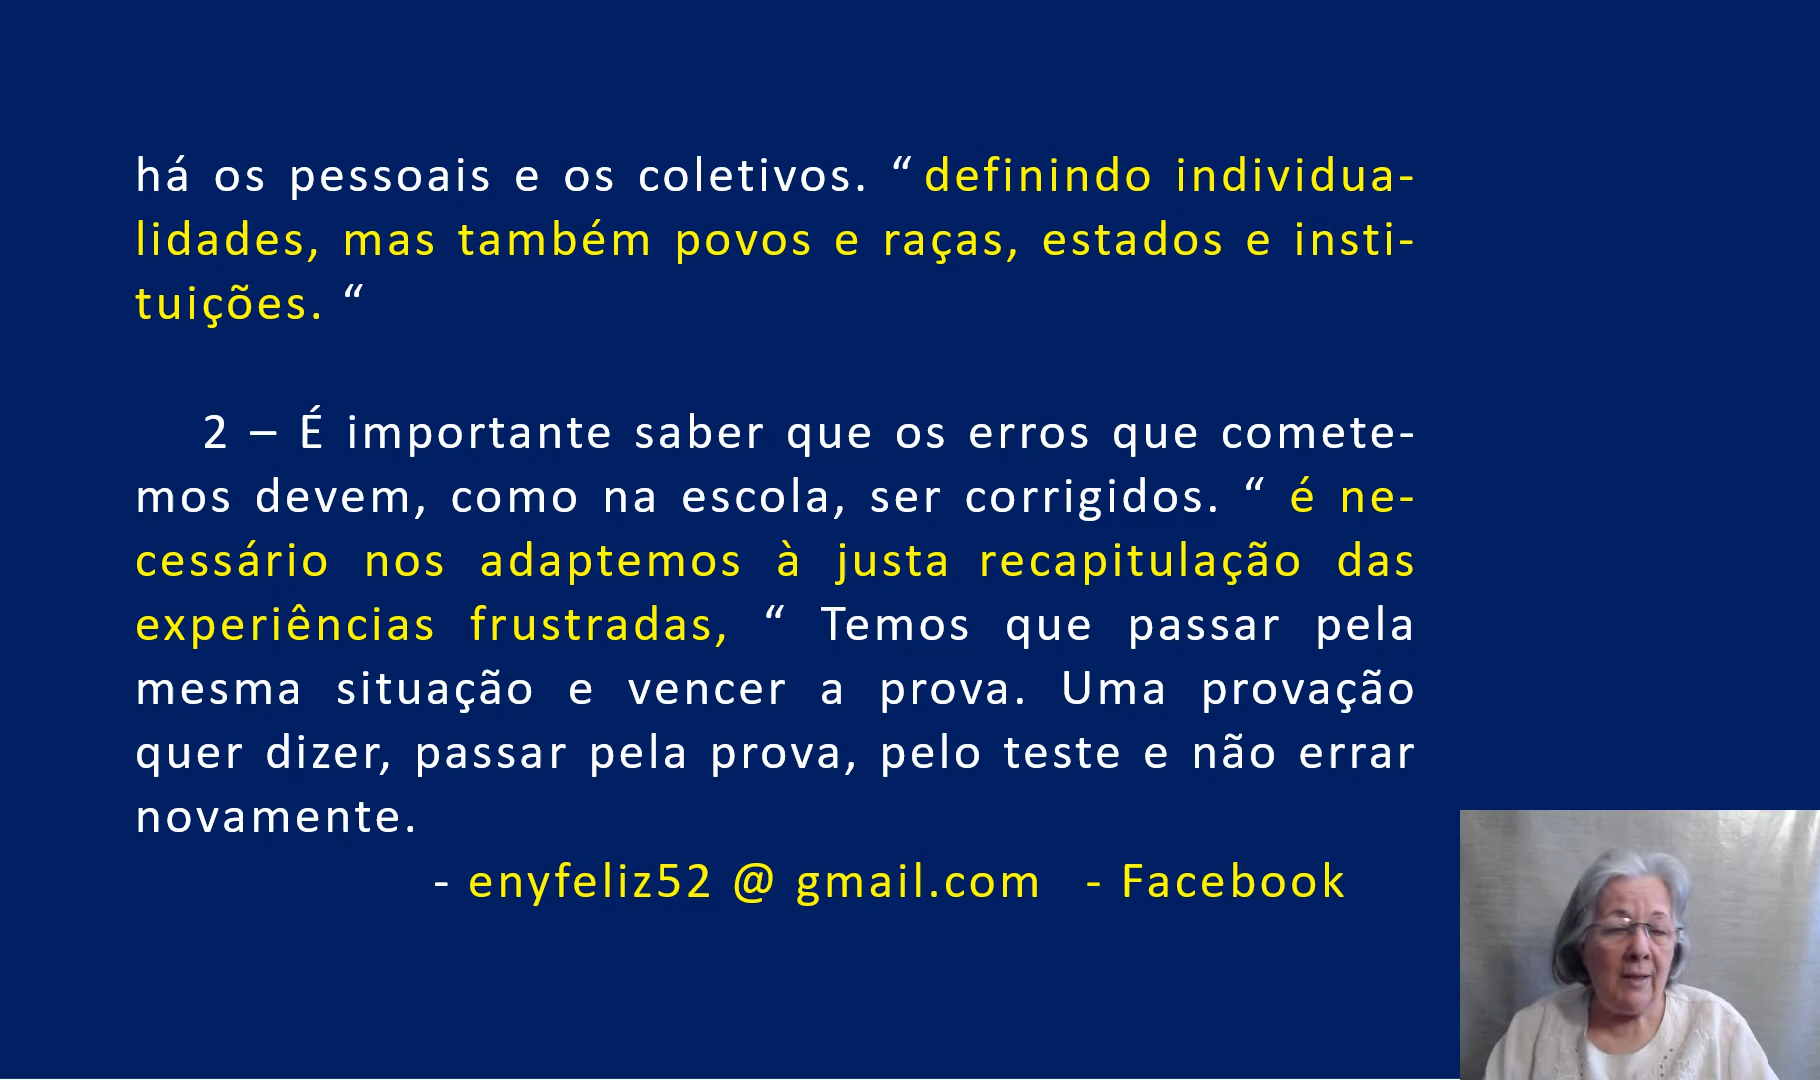 há os pessoais e os coletivos. “ definindo individua-
lidades, mas também povos e raças, estados e insti-
tuições. “
2 – É importante saber que os erros que comete-
mos devem, como na escola, ser corrigidos. “ é ne-
cessário nos adaptemos à justa recapitulação das
experiências frustradas, “ Temos que passar pela
mesma situação e vencer a prova. Uma provação
quer dizer, passar pela prova, pelo teste e não errar
novamente.
- enyfeliz52 @ gmail.com - Facebook